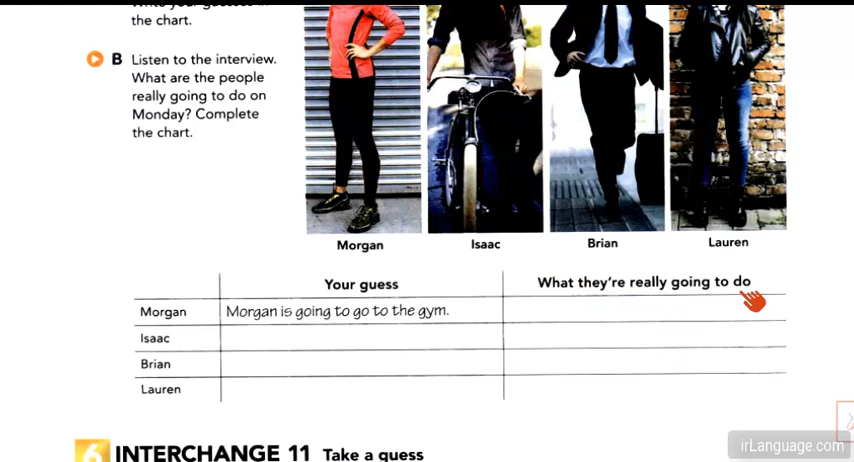 the chart.
B Listen to the interview.
What are the people
really going to do on
Monday? Complete
the chart.
Morgan
Isaac
Brian
Lauren
Your guess
What they're really going to do
Morgan
Morgan is going to go to the gym.
Isaac
Brian
Lauren
6 INTERCHANGE 11 Take a guess
irLanguage.com